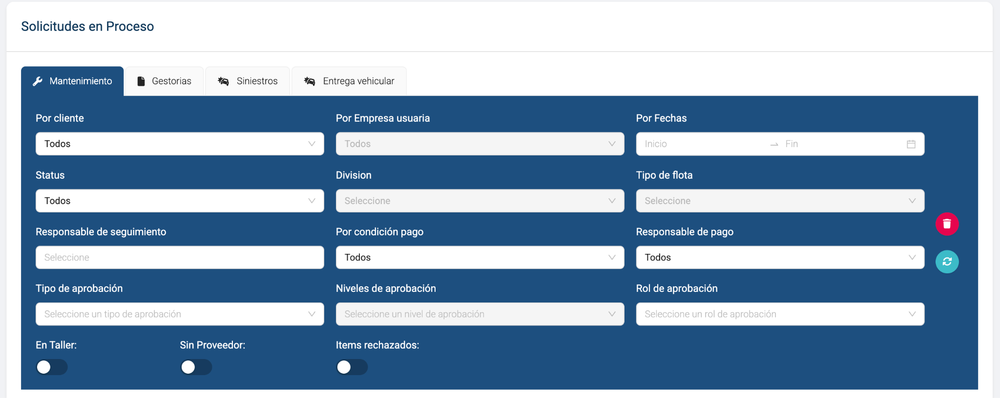 Solicitudes en Proceso
Mantenimiento Gestorias Siniestros Entrega vehicular
Por cliente Por Empresa usuaria Por Fechas
Todos Todos Inicio Fin
Status Division Tipo de flota
Todos Seleccione Seleccione
Responsable de seguimiento Por condición pago Responsable de pago
Seleccione Todos Todos
Tipo de aprobación Niveles de aprobación Rol de aprobación
Seleccione un tipo de aprobación Seleccione un nivel de aprobación Seleccione un rol de aprobación
En Taller: Sin Proveedor: Items rechazados: